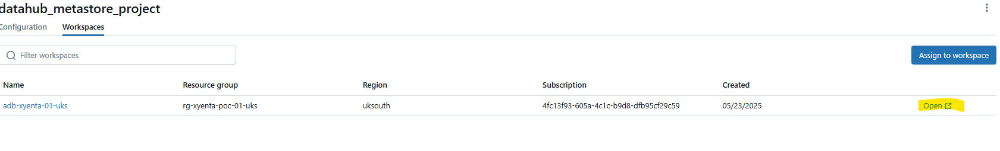 datahub_metastore_project
Configuration Workspaces
Filter workspaces
Assign to workspace
Name Resource group Region Subscription Created
adb-xyenta-01-uks rg-xyenta-poc-01-uks uksouth 4fc13f93-605a-4c1c-b9d8-dfb95cf29c59 05/23/2025 Open